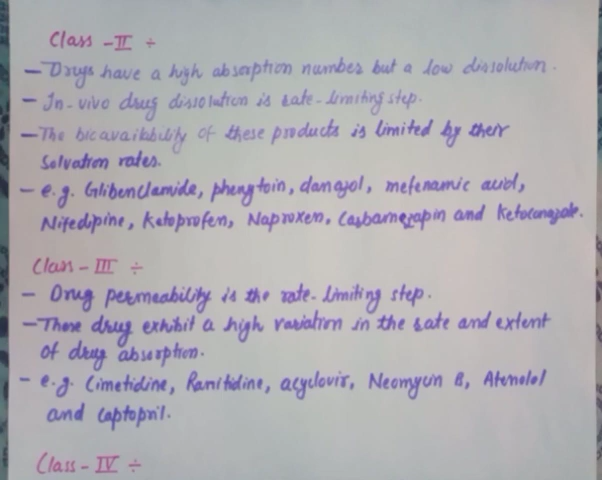 Class - II ÷
- Drugs have a high absorption number but a low dissolution.
- In-vivo drug dissolution is rate-limiting step.
- The bioavaibbility of these products is limited by their
Solvation rates.
- e.g. Glibenclamide, phenytoin, danazol, mefenamic acid,
Nifedipine, Ketoprofen, Naproxen, Carbamezapin and Ketoconazole.
Class - III ÷
- Drug permeability is the rate-limiting step.
- These drug exhibit a high variation in the rate and extent
of drug absorption.
- e.g. Cimetidine, Ranitidine, acyclovir, Neomycin B, Atenolol
and captopril.
Class - IV ÷